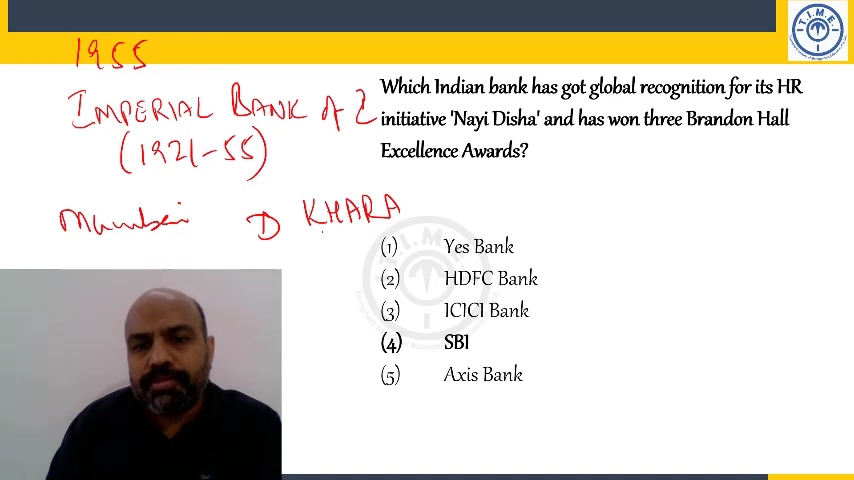 T.I.M.E.
1955
IMPERIAL BANK of I
(1921-55)
Mumbai D KHARA
Which Indian bank has got global recognition for its HR
initiative 'Nayi Disha' and has won three Brandon Hall
Excellence Awards?
(1) Yes Bank
(2) HDFC Bank
(3) ICICI Bank
(4) SBI
(5) Axis Bank
T.I.M.E.